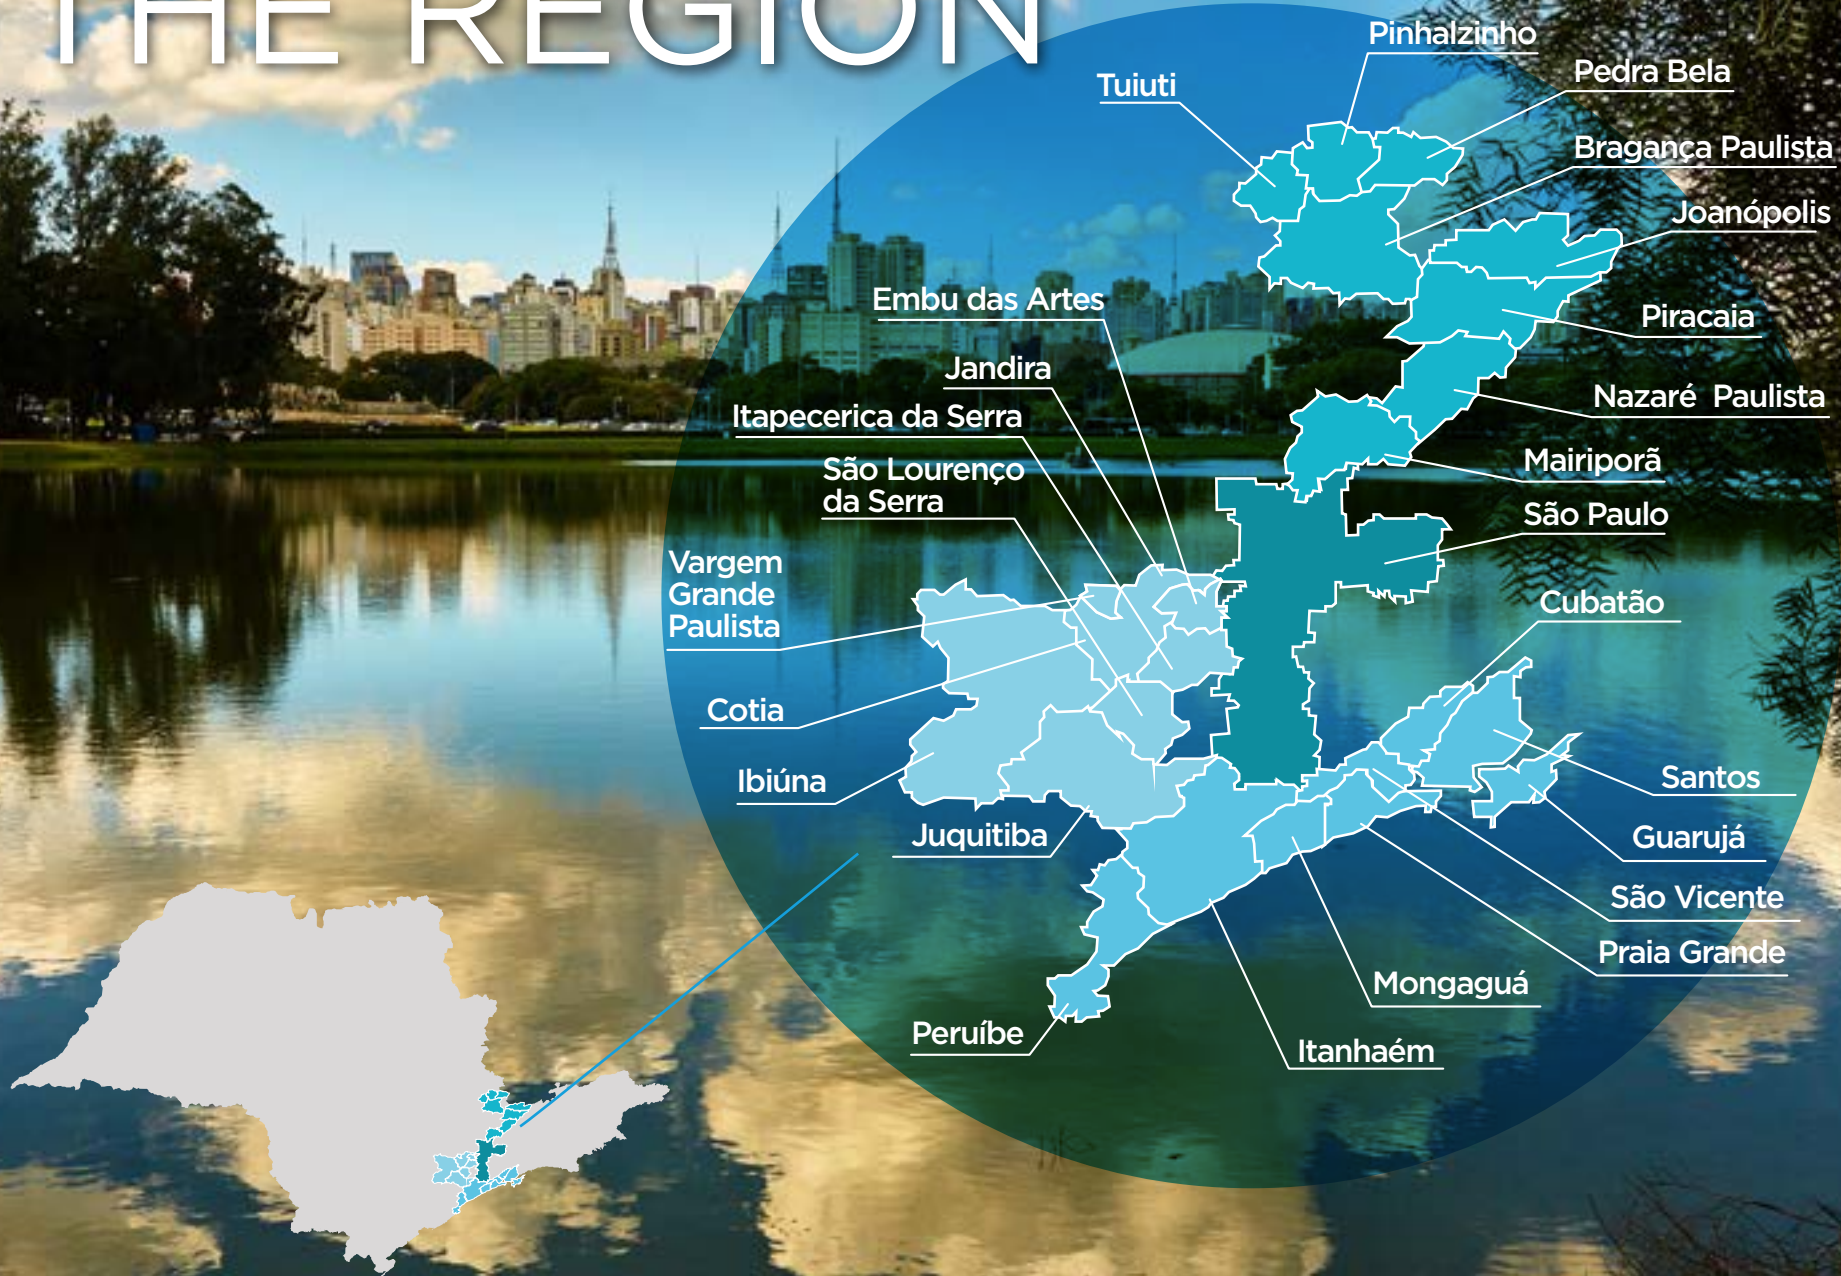 THE REGION
Pinhalzinho
Tuiuti
Pedra Bela
Bragança Paulista
Joanópolis
Embu das Artes
Piracaia
Jandira
Nazaré Paulista
Itapecerica da Serra
Mairiporã
São Lourenço
da Serra
São Paulo
Vargem
Grande
Paulista
Cubatão
Cotia
Ibiúna
Santos
Juquitiba
Guarujá
São Vicente
Praia Grande
Mongaguá
Peruíbe
Itanhaém